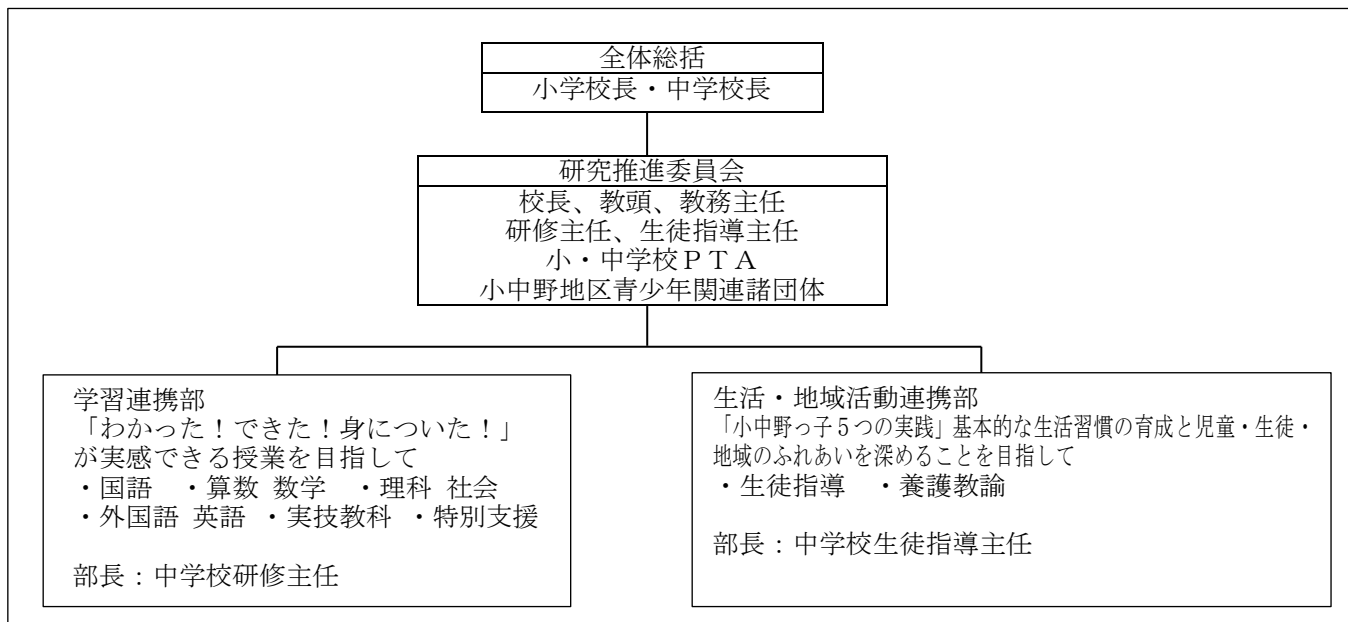 全体総括
小学校長・中学校長
研究推進委員会
校長、教頭、教務主任
研修主任、生徒指導主任
小・中学校ＰＴＡ
小中野地区青少年関連諸団体
学習連携部
「わかった！できた！身についた！」
が実感できる授業を目指して
・国語　・算数 数学　・理科 社会
・外国語 英語 ・実技教科 ・特別支援
部長：中学校研修主任
生活・地域活動連携部
「小中野っ子５つの実践」基本的な生活習慣の育成と児童・生徒・
地域のふれあいを深めることを目指して
・生徒指導　・養護教諭
部長：中学校生徒指導主任